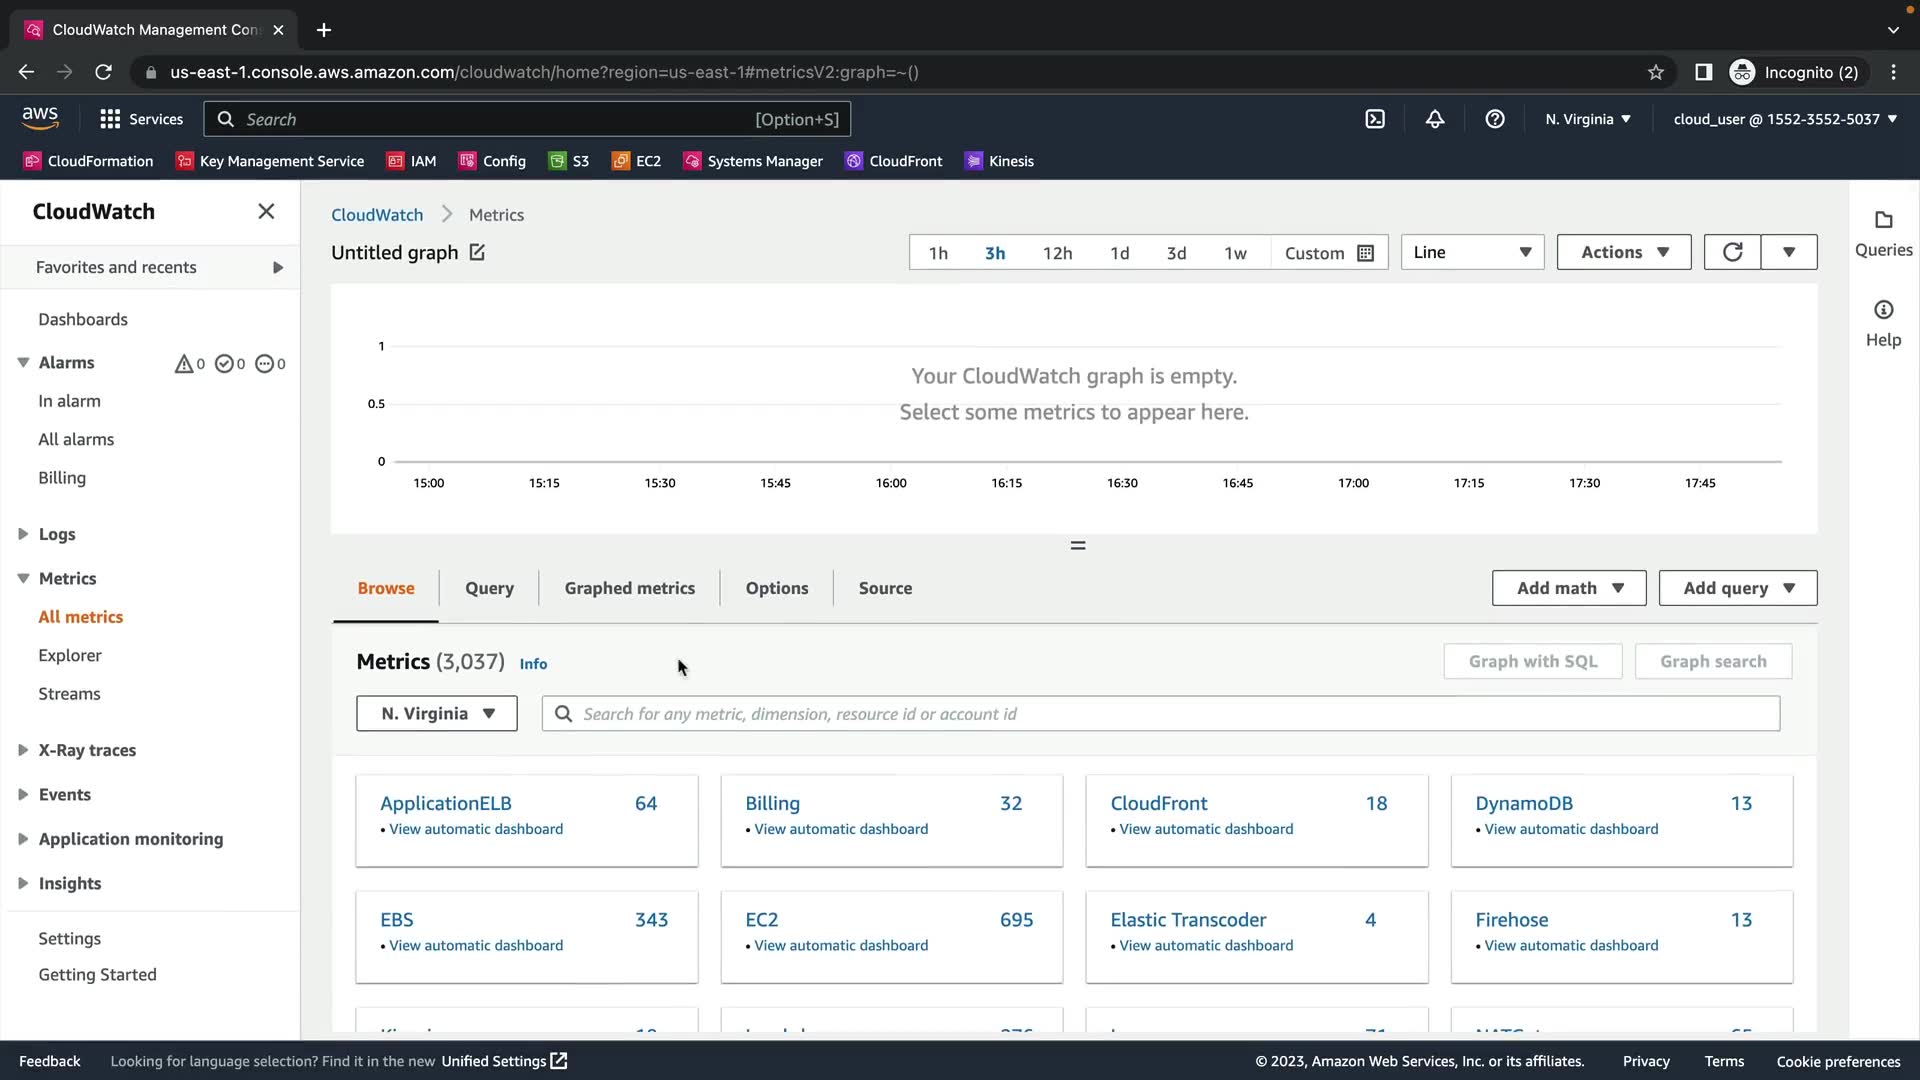 CloudWatch Management Con
us-east-1.console.aws.amazon.com/cloudwatch/home?region=us-east-1#metricsV2:graph=~()
Incognito (2)
aws
Services
Search
[Option+S]
N. Virginia
cloud_user @ 1552-3552-5037
CloudFormation
Key Management Service
IAM
Config
S3
EC2
Systems Manager
CloudFront
Kinesis
CloudWatch
Favorites and recents
Dashboards
Alarms
0
0
0
In alarm
All alarms
Billing
Logs
Metrics
All metrics
Explorer
Streams
X-Ray traces
Events
Application monitoring
Insights
Settings
Getting Started
CloudWatch
Metrics
Untitled graph
1h
3h
12h
1d
3d
1w
Custom
Line
Actions
Queries
Help
1
0.5
0
Your CloudWatch graph is empty.
Select some metrics to appear here.
15:00
15:15
15:30
15:45
16:00
16:15
16:30
16:45
17:00
17:15
17:30
17:45
Browse
Query
Graphed metrics
Options
Source
Add math
Add query
Metrics (3,037)
Info
Graph with SQL
Graph search
N. Virginia
Search for any metric, dimension, resource id or account id
ApplicationELB
64
• View automatic dashboard
Billing
32
• View automatic dashboard
CloudFront
18
• View automatic dashboard
DynamoDB
13
• View automatic dashboard
EBS
343
• View automatic dashboard
EC2
695
• View automatic dashboard
Elastic Transcoder
4
• View automatic dashboard
Firehose
13
• View automatic dashboard
Feedback
Looking for language selection? Find it in the new Unified Settings
© 2023, Amazon Web Services, Inc. or its affiliates.
Privacy
Terms
Cookie preferences